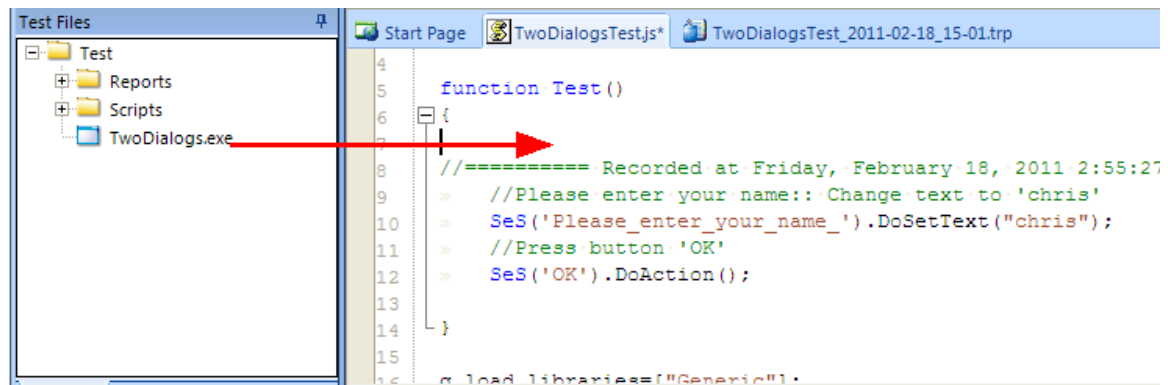 Test Files
Test
Reports
Scripts
TwoDialogs.exe
Start Page TwoDialogsTest.js* TwoDialogsTest_2011-02-18_15-01.trp
4
5 function Test()
6 {
7
8 //========== Recorded at Friday, February 18, 2011 2:55:27
9 //Please enter your name:: Change text to 'chris'
10 SeS('Please_enter_your_name_').DoSetText("chris");
11 //Press button 'OK'
12 SeS('OK').DoAction();
13
14 }
15
16 g_load_libraries=["Generic"];